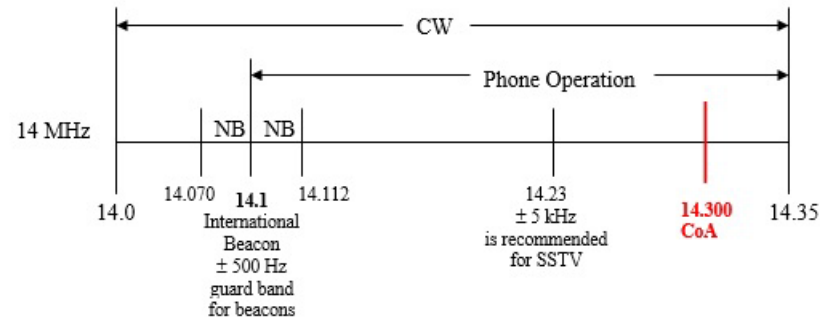 CW
Phone Operation
14 MHz
NB
NB
14.0
14.070
14.1
International
Beacon
± 500 Hz
guard band
for beacons
14.112
14.23
± 5 kHz
is recommended
for SSTV
14.300
CoA
14.35